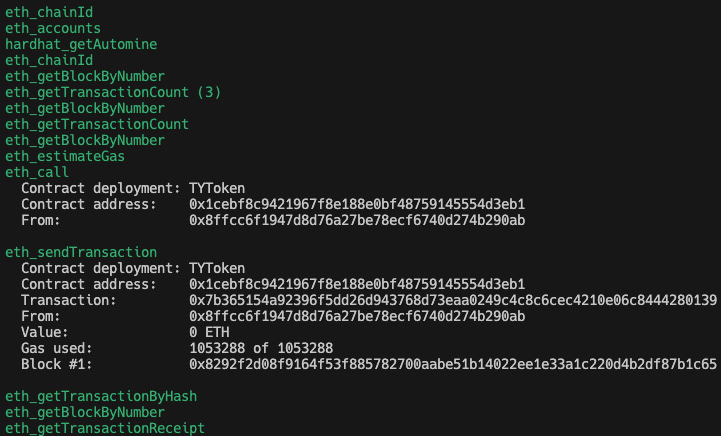 eth_chainId
eth_accounts
hardhat_getAutomine
eth_chainId
eth_getBlockByNumber
eth_getTransactionCount (3)
eth_getBlockByNumber
eth_getTransactionCount
eth_getBlockByNumber
eth_estimateGas
eth_call
Contract deployment: TYToken
Contract address: 0x1cebf8c9421967f8e188e0bf48759145554d3eb1
From: 0x8ffcc6f1947d8d76a27be78ecf6740d274b290ab
eth_sendTransaction
Contract deployment: TYToken
Contract address: 0x1cebf8c9421967f8e188e0bf48759145554d3eb1
Transaction: 0x7b365154a92396f5dd26d943768d73eaa0249c4c8c6cec4210e06c8444280139
From: 0x8ffcc6f1947d8d76a27be78ecf6740d274b290ab
Value: 0 ETH
Gas used: 1053288 of 1053288
Block #1: 0x8292f2d08f9164f53f885782700aabe51b14022ee1e33a1c220d4b2df87b1c65
eth_getTransactionByHash
eth_getBlockByNumber
eth_getTransactionReceipt